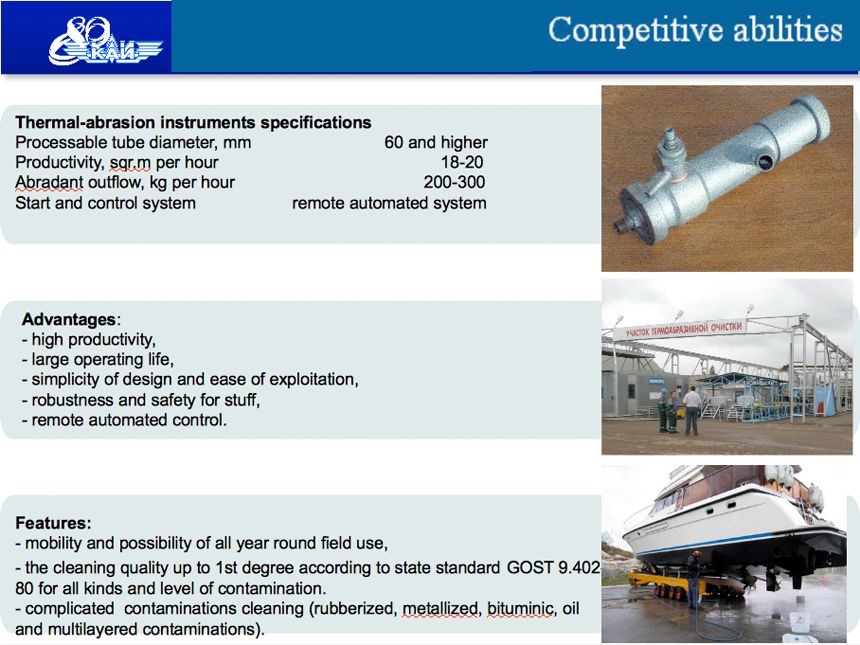 80
КАИ
Competitive abilities
Thermal-abrasion instruments specifications
Processable tube diameter, mm 60 and higher
Productivity, sqr.m per hour 18-20
Abradant outflow, kg per hour 200-300
Start and control system remote automated system
УЧАСТОК ТЕРМОАБРАЗИВНОЙ ОЧИСТКИ
Advantages:
- high productivity,
- large operating life,
- simplicity of design and ease of exploitation,
- robustness and safety for stuff,
- remote automated control.
Features:
- mobility and possibility of all year round field use,
- the cleaning quality up to 1st degree according to state standard GOST 9.402
80 for all kinds and level of contamination.
- complicated contaminations cleaning (rubberized, metallized, bituminic, oil
and multilayered contaminations).